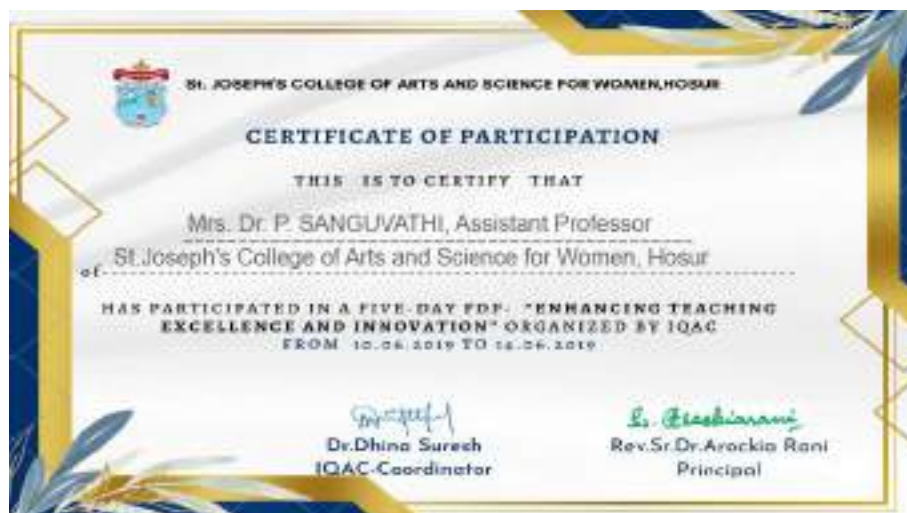 St. JOSEPH'S COLLEGE OF ARTS AND SCIENCE FOR WOMEN,HOSUR
CERTIFICATE OF PARTICIPATION
THIS IS TO CERTIFY THAT
Mrs. Dr. P. SANGUVATHI, Assistant Professor
of St.Joseph's College of Arts and Science for Women, Hosur
HAS PARTICIPATED IN A FIVE-DAY FDP- "ENHANCING TEACHING
EXCELLENCE AND INNOVATION" ORGANIZED BY IQAC
FROM 10.06.2019 TO 14.06.2019
Dr.Dhina Suresh
IQAC-Coordinator
Rev.Sr.Dr.Arockia Rani
Principal